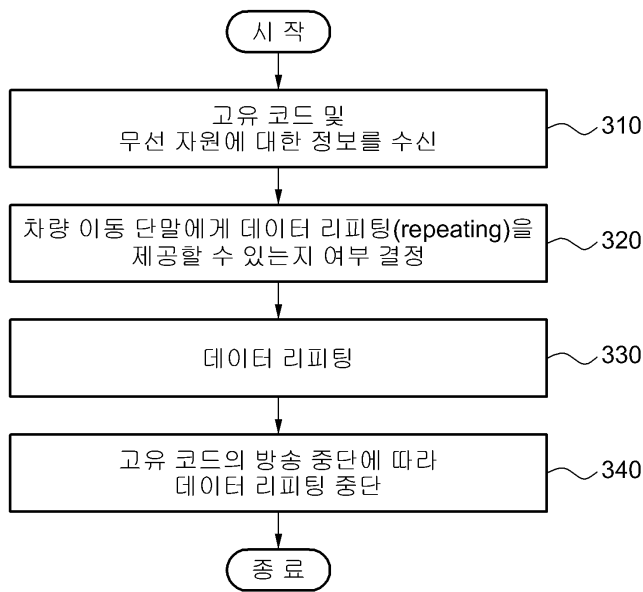 시 작
고유 코드 및
무선 자원에 대한 정보를 수신
310
차량 이동 단말에게 데이터 리피팅(repeating)을
제공할 수 있는지 여부 결정
320
데이터 리피팅
330
고유 코드의 방송 중단에 따라
데이터 리피팅 중단
340
종 료